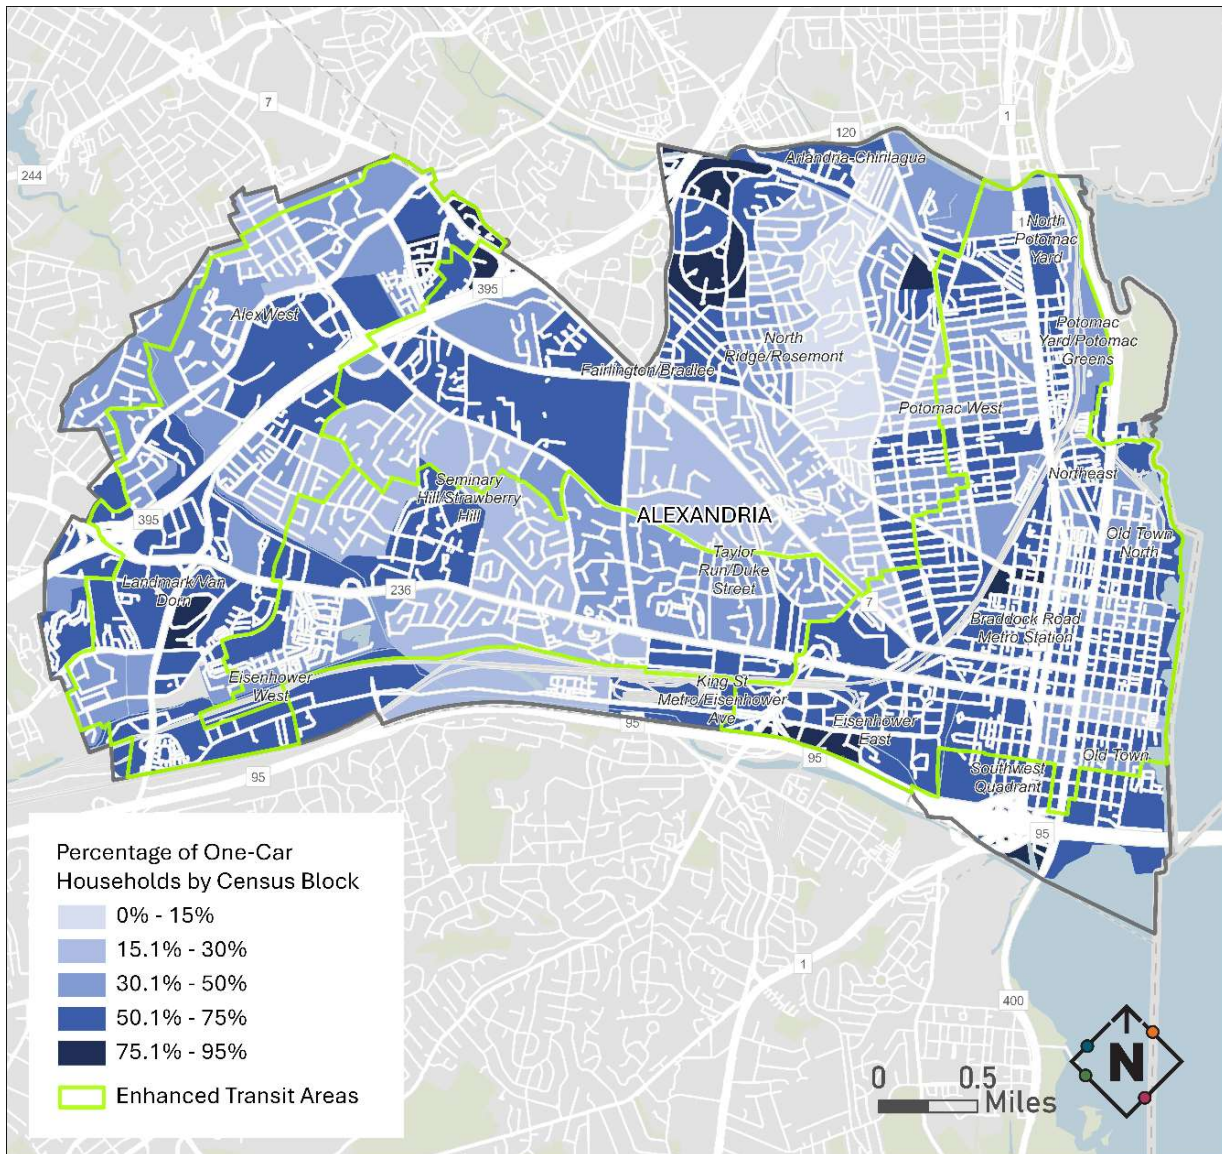 7
120
1
244
Arlandria-Chirilagua
1
North
Potomac
Yard
395
AlexWest
Potomac
Yard/Potomac
Greens
North
Ridge/Rosemont
Fairlington/Bradlee
Potomac West
Seminary
Hill/Strawberry
Hill
Northeast
395
ALEXANDRIA
Old Town
North
Taylor
Run/Duke
Street
Landmark/Van
Dorn
236
7
Braddock Road
Metro Station
Eisenhower
West
King St
Metro/Eisenhower
Ave
95
Eisenhower
East
Old Town
95
95
Southwest
Quadrant
95
Percentage of One-Car
Households by Census Block
0% - 15%
15.1% - 30%
30.1% - 50%
50.1% - 75%
75.1% - 95%
Enhanced Transit Areas
1
400
N
0 0.5
Miles